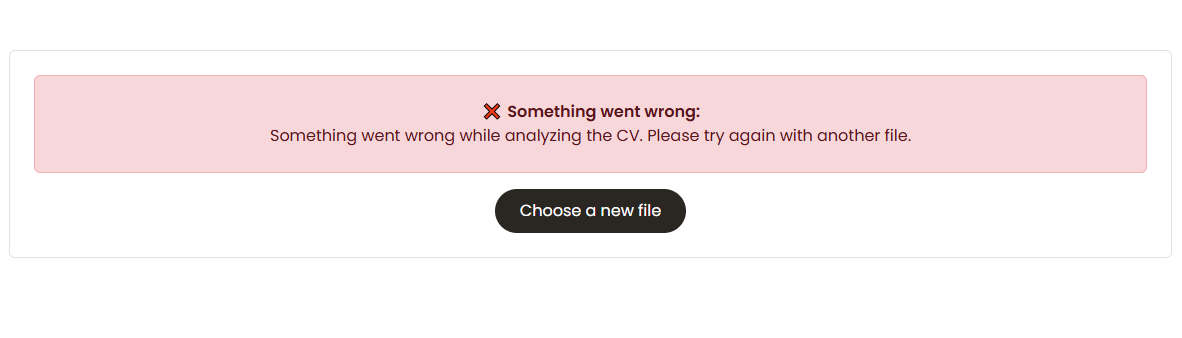 ❌ Something went wrong:
Something went wrong while analyzing the CV. Please try again with another file.
Choose a new file